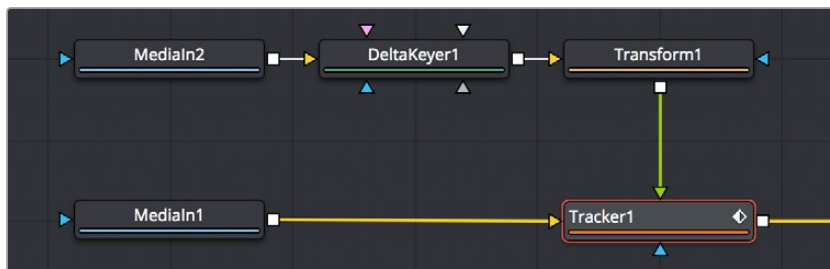 MediaIn2
DeltaKeyer1
Transform1
MediaIn1
Tracker1